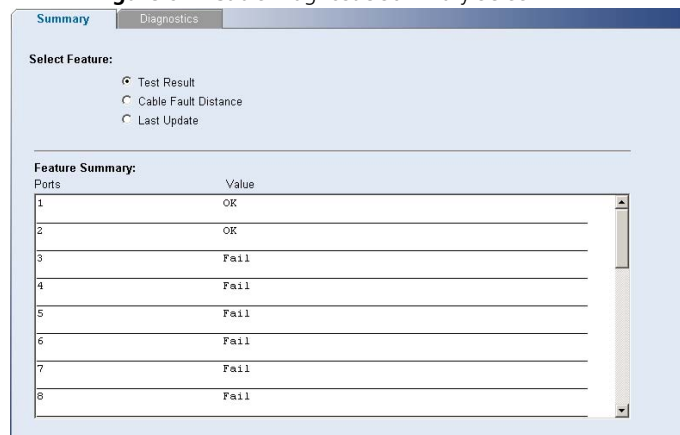 Summary Diagnostics
Select Feature:
Test Result
Cable Fault Distance
Last Update
Feature Summary:
Ports Value
1 OK
2 OK
3 Fail
4 Fail
5 Fail
6 Fail
7 Fail
8 Fail